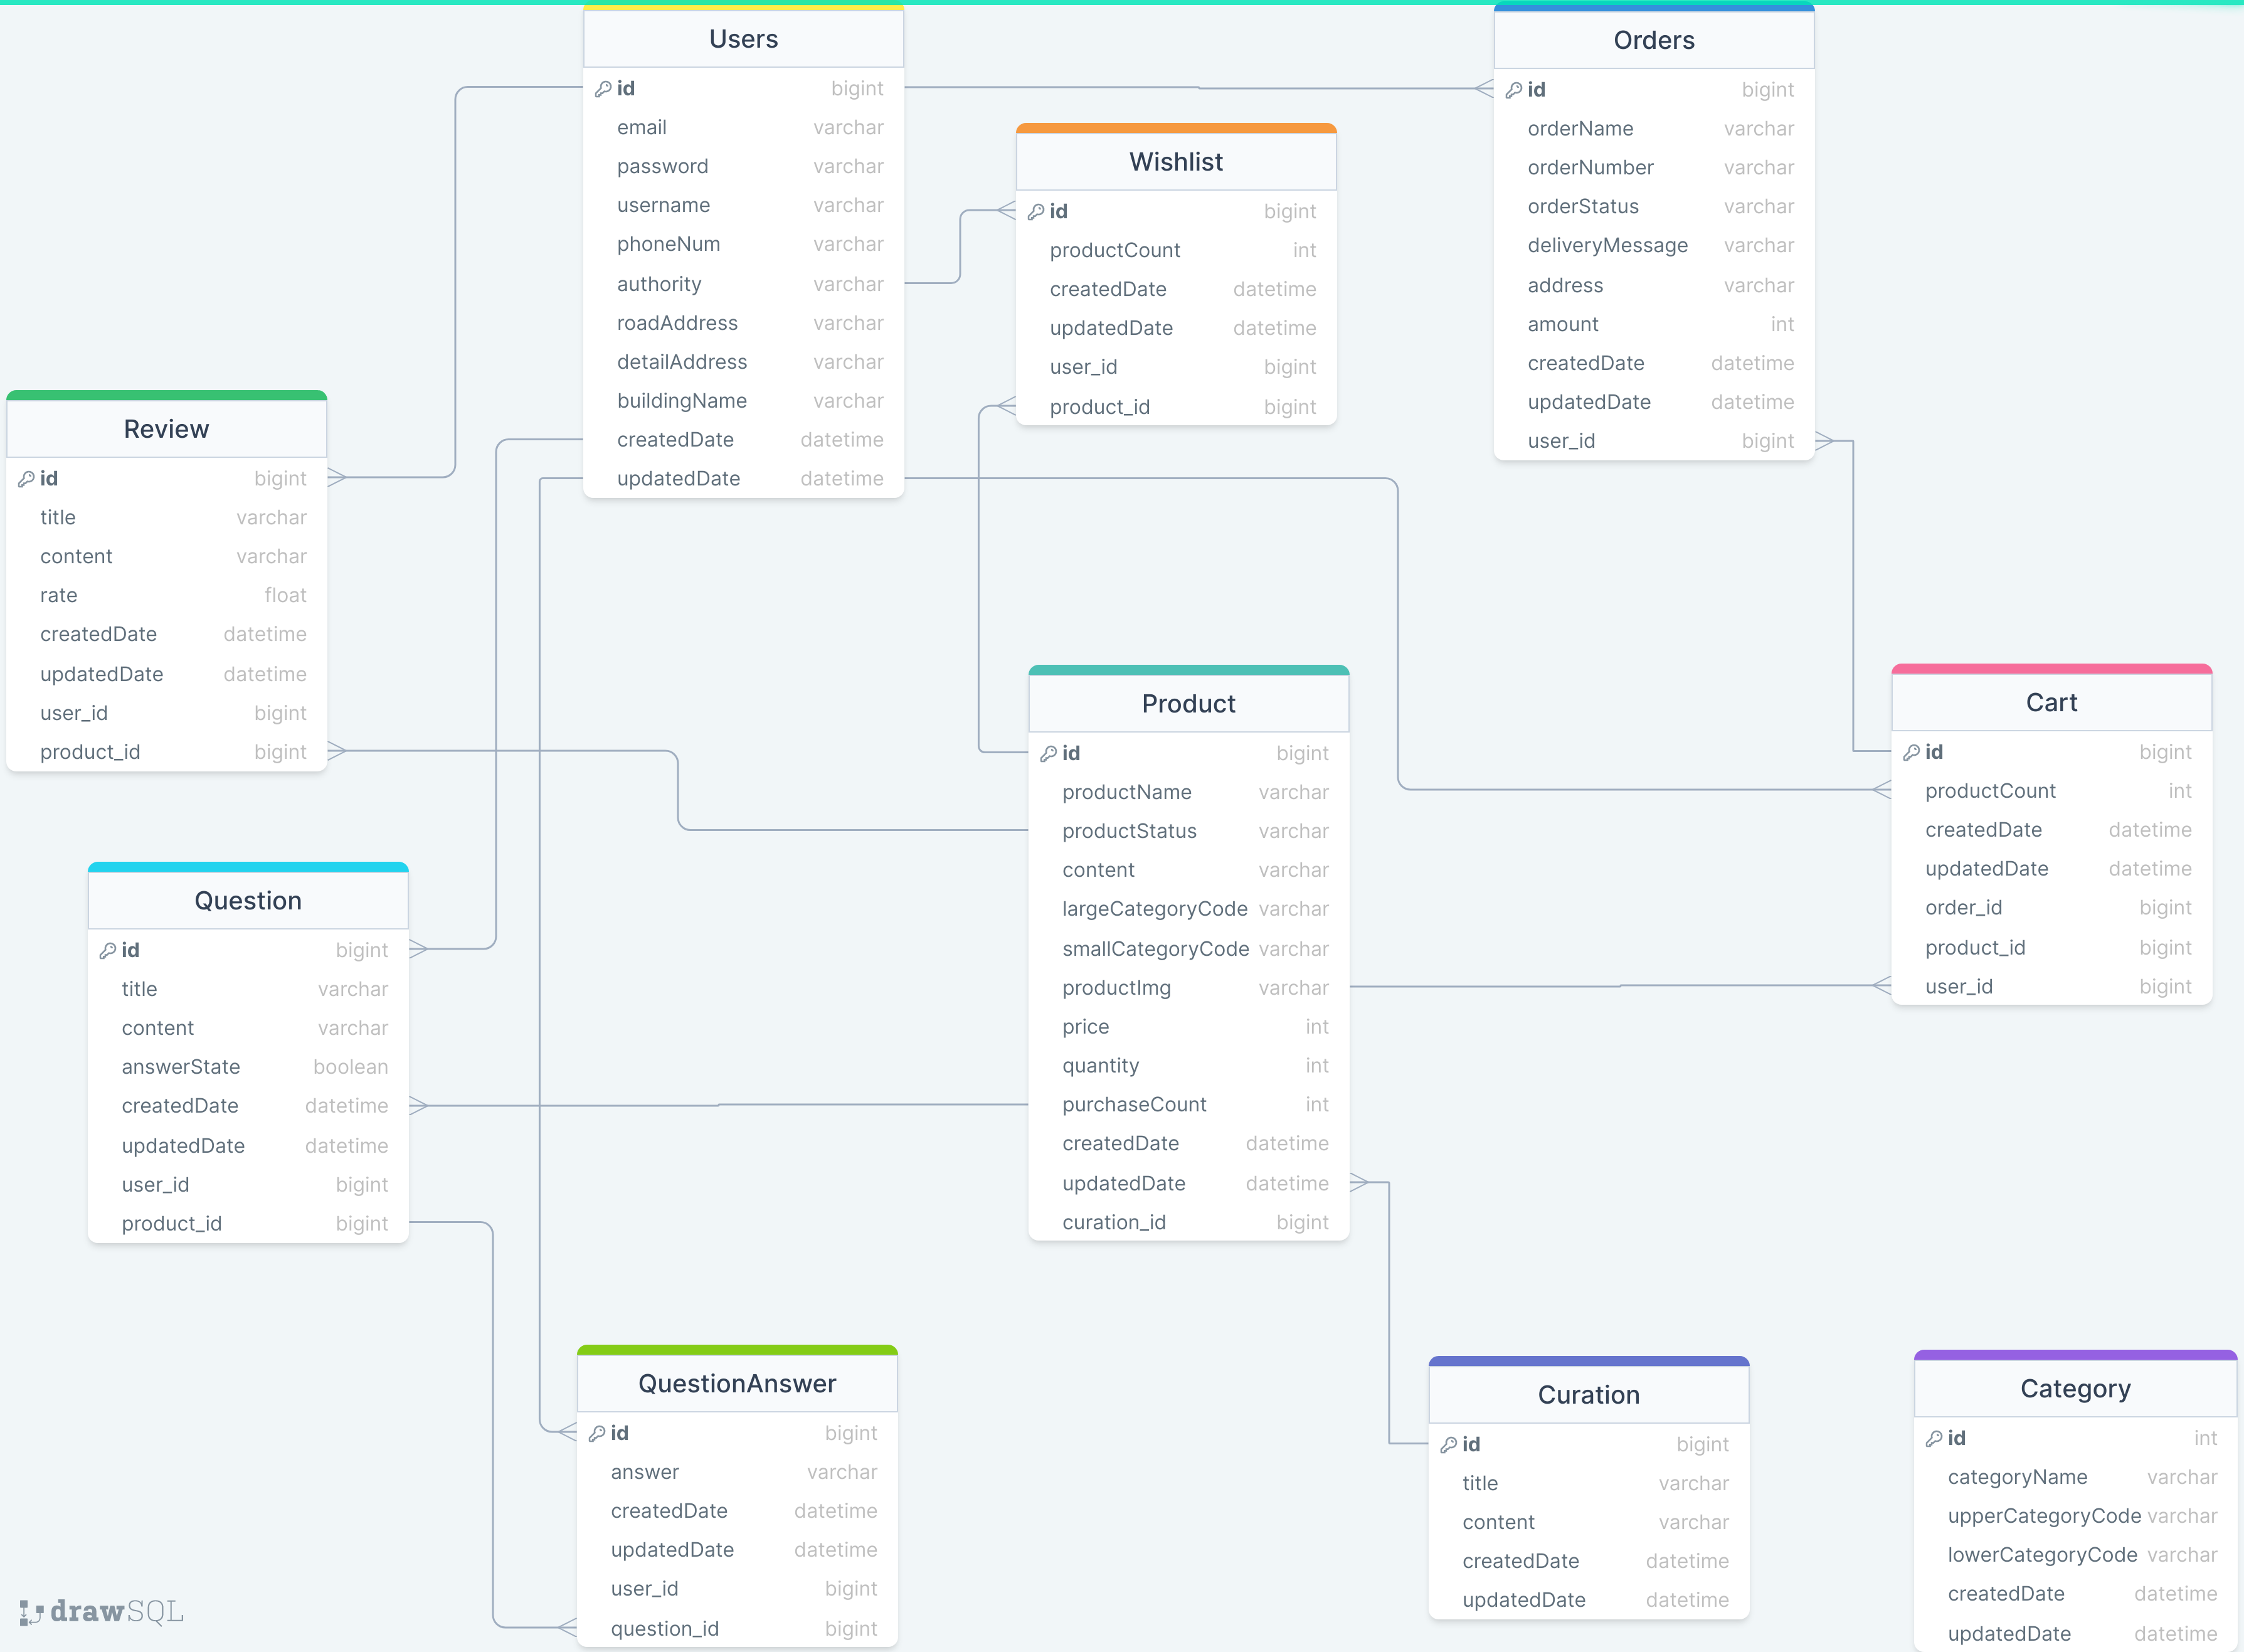 Users
id bigint
email varchar
password varchar
username varchar
phoneNum varchar
authority varchar
roadAddress varchar
detailAddress varchar
buildingName varchar
createdDate datetime
updatedDate datetime
Orders
id bigint
orderName varchar
orderNumber varchar
orderStatus varchar
deliveryMessage varchar
address varchar
amount int
createdDate datetime
updatedDate datetime
user_id bigint
Wishlist
id bigint
productCount int
createdDate datetime
updatedDate datetime
user_id bigint
product_id bigint
Review
id bigint
title varchar
content varchar
rate float
createdDate datetime
updatedDate datetime
user_id bigint
product_id bigint
Product
id bigint
productName varchar
productStatus varchar
content varchar
largeCategoryCode varchar
smallCategoryCode varchar
productImg varchar
price int
quantity int
purchaseCount int
createdDate datetime
updatedDate datetime
curation_id bigint
Cart
id bigint
productCount int
createdDate datetime
updatedDate datetime
order_id bigint
product_id bigint
user_id bigint
Question
id bigint
title varchar
content varchar
answerState boolean
createdDate datetime
updatedDate datetime
user_id bigint
product_id bigint
QuestionAnswer
id bigint
answer varchar
createdDate datetime
updatedDate datetime
user_id bigint
question_id bigint
Curation
id bigint
title varchar
content varchar
createdDate datetime
updatedDate datetime
Category
id int
categoryName varchar
upperCategoryCode varchar
lowerCategoryCode varchar
createdDate datetime
updatedDate datetime
drawSQL